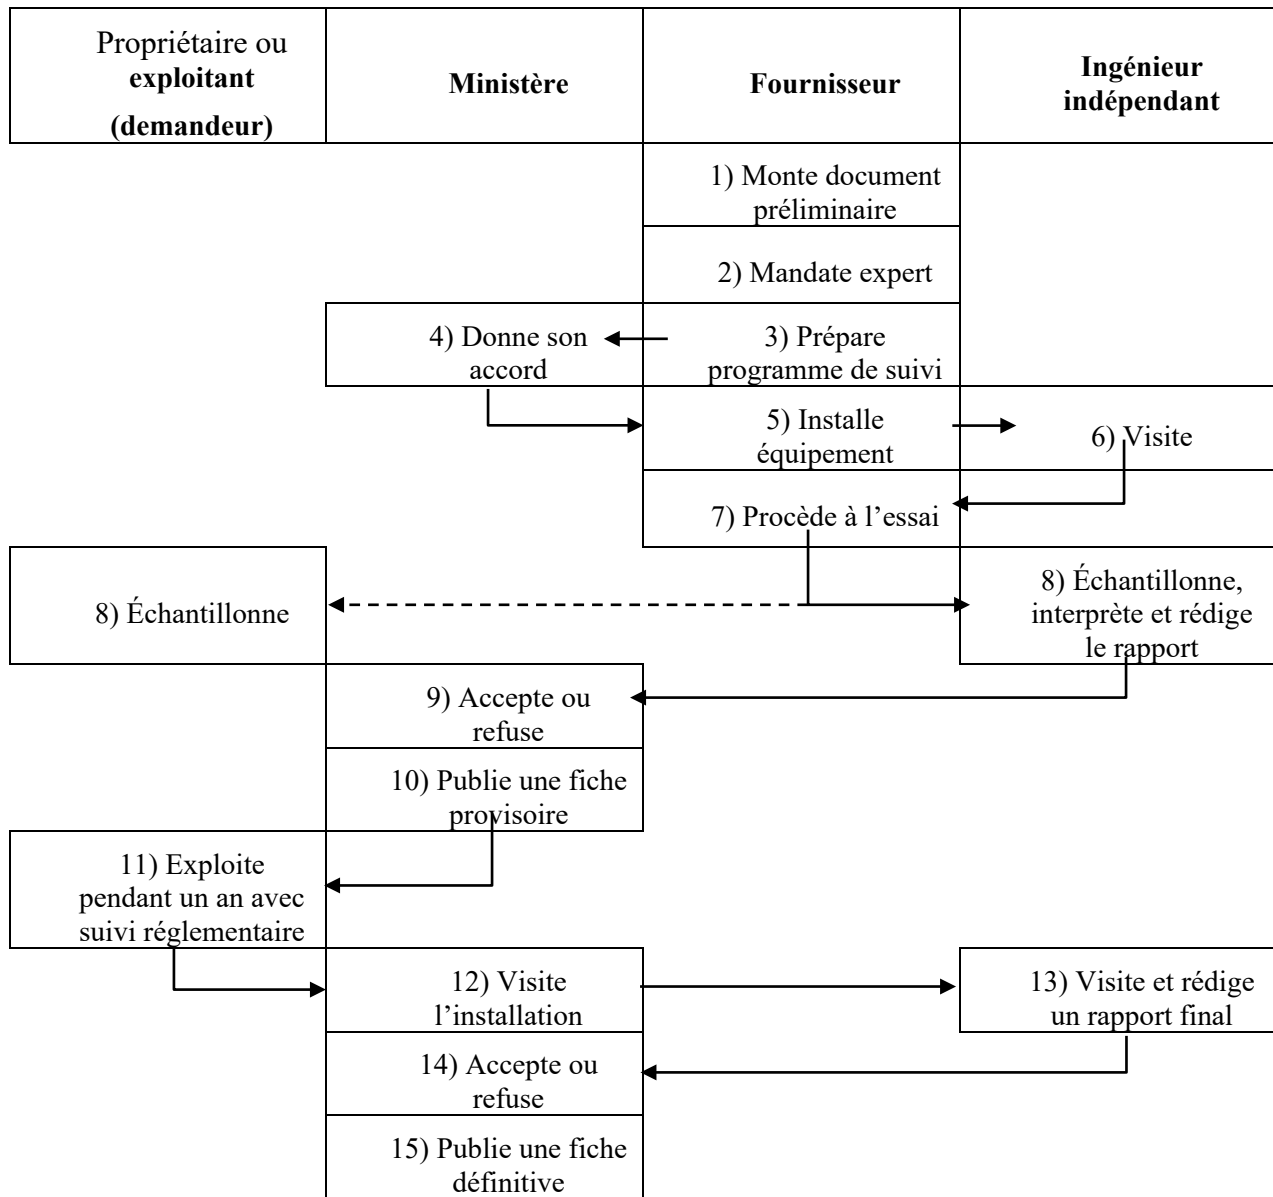 Propriétaire ou
exploitant
(demandeur)
Ministère
Fournisseur
Ingénieur
indépendant
1) Monte document
préliminaire
2) Mandate expert
4) Donne son
accord
3) Prépare
programme de suivi
5) Installe
équipement
6) Visite
7) Procède à l’essai
8) Échantillonne
8) Échantillonne,
interprète et rédige
le rapport
9) Accepte ou
refuse
10) Publie une fiche
provisoire
11) Exploite
pendant un an avec
suivi réglementaire
12) Visite
l’installation
13) Visite et rédige
un rapport final
14) Accepte ou
refuse
15) Publie une fiche
définitive